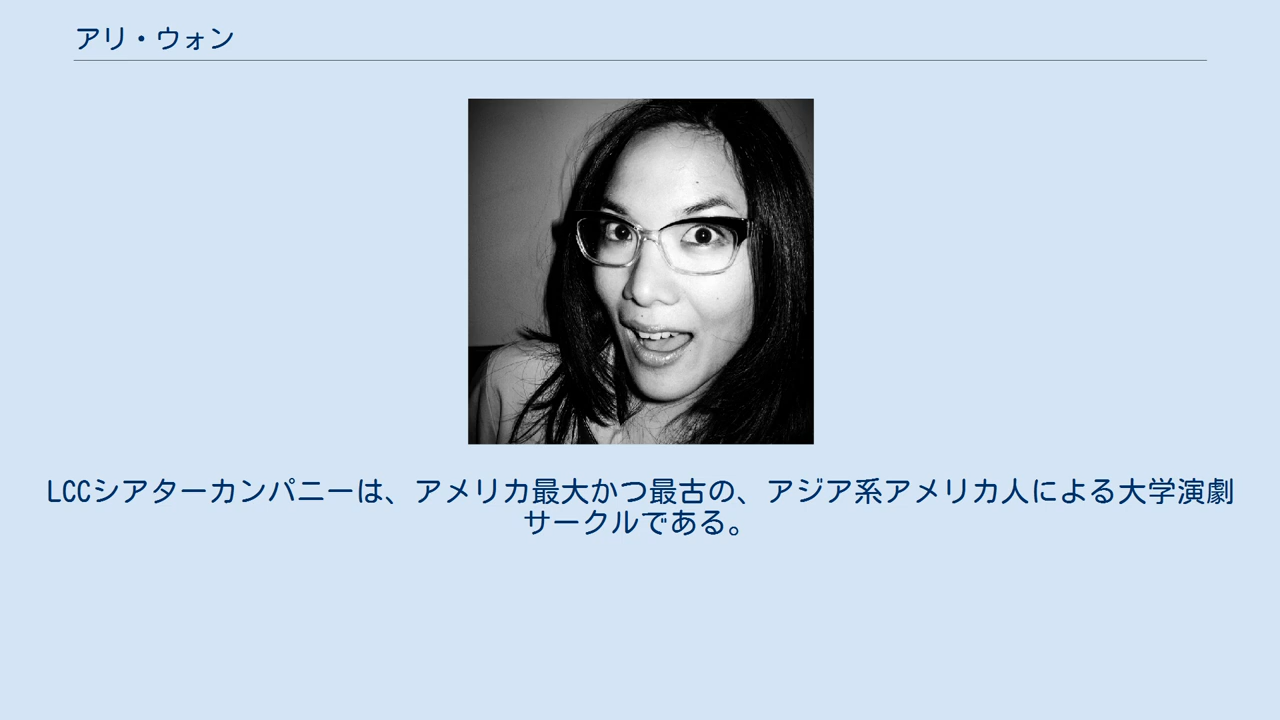 アリ・ウォン
LCCシアターカンパニーは、アメリカ最大かつ最古の、アジア系アメリカ人による大学演劇
サークルである。